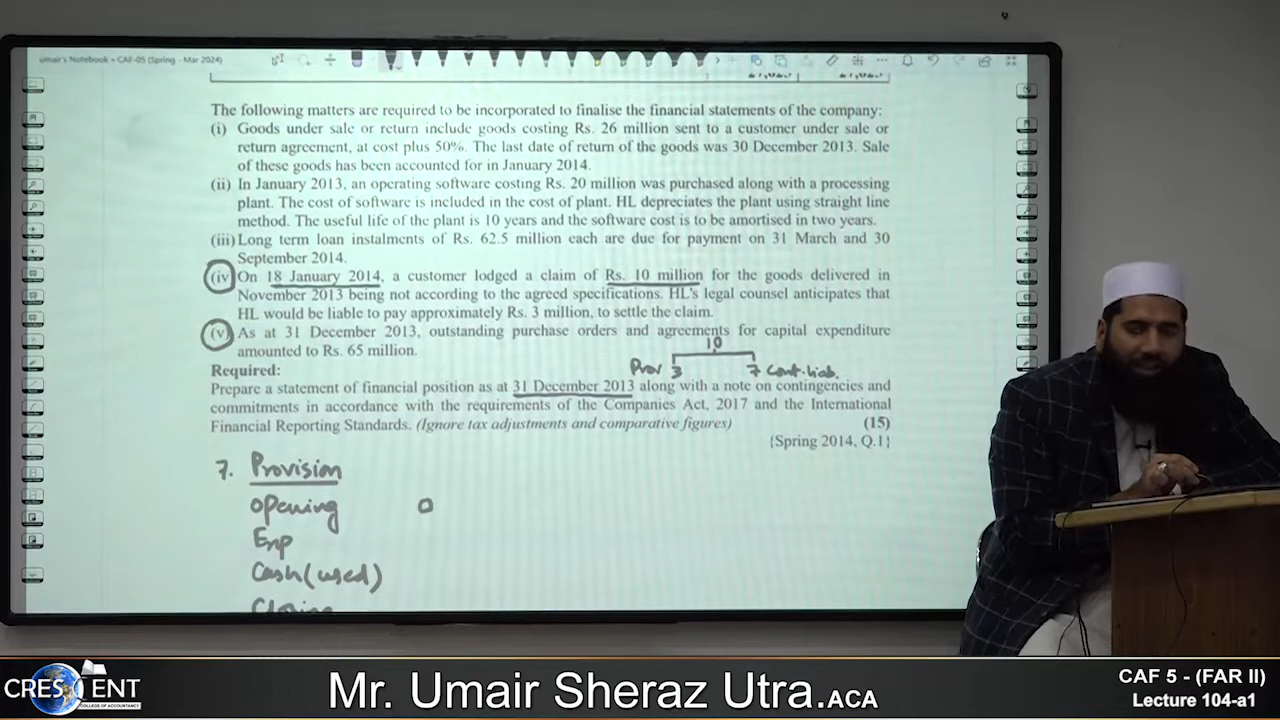 umair's Notebook » CAF-05 (Spring - Mar 2024)
The following matters are required to be incorporated to finalise the financial statements of the company:
(i) Goods under sale or return include goods costing Rs. 26 million sent to a customer under sale or
return agreement, at cost plus 50%. The last date of return of the goods was 30 December 2013. Sale
of these goods has been accounted for in January 2014.
(ii) In January 2013, an operating software costing Rs. 20 million was purchased along with a processing
plant. The cost of software is included in the cost of plant. HL depreciates the plant using straight line
method. The useful life of the plant is 10 years and the software cost is to be amortised in two years.
(iii) Long term loan instalments of Rs. 62.5 million each are due for payment on 31 March and 30
September 2014.
(iv) On 18 January 2014, a customer lodged a claim of Rs. 10 million for the goods delivered in
November 2013 being not according to the agreed specifications. HL's legal counsel anticipates that
HL would be liable to pay approximately Rs. 3 million, to settle the claim.
(v) As at 31 December 2013, outstanding purchase orders and agreements for capital expenditure
amounted to Rs. 65 million.
10
Required:
Prov 3 7 Cont. liab.
Prepare a statement of financial position as at 31 December 2013 along with a note on contingencies and
commitments in accordance with the requirements of the Companies Act, 2017 and the International
Financial Reporting Standards. (Ignore tax adjustments and comparative figures) (15)
{Spring 2014, Q.1}
7. Provision
Opening 0
Exp
Cash (used)
Closing
CRESCENT
COLLEGE OF ACCOUNTANCY
Mr. Umair Sheraz Utra.ACA
CAF 5 - (FAR II)
Lecture 104-a1